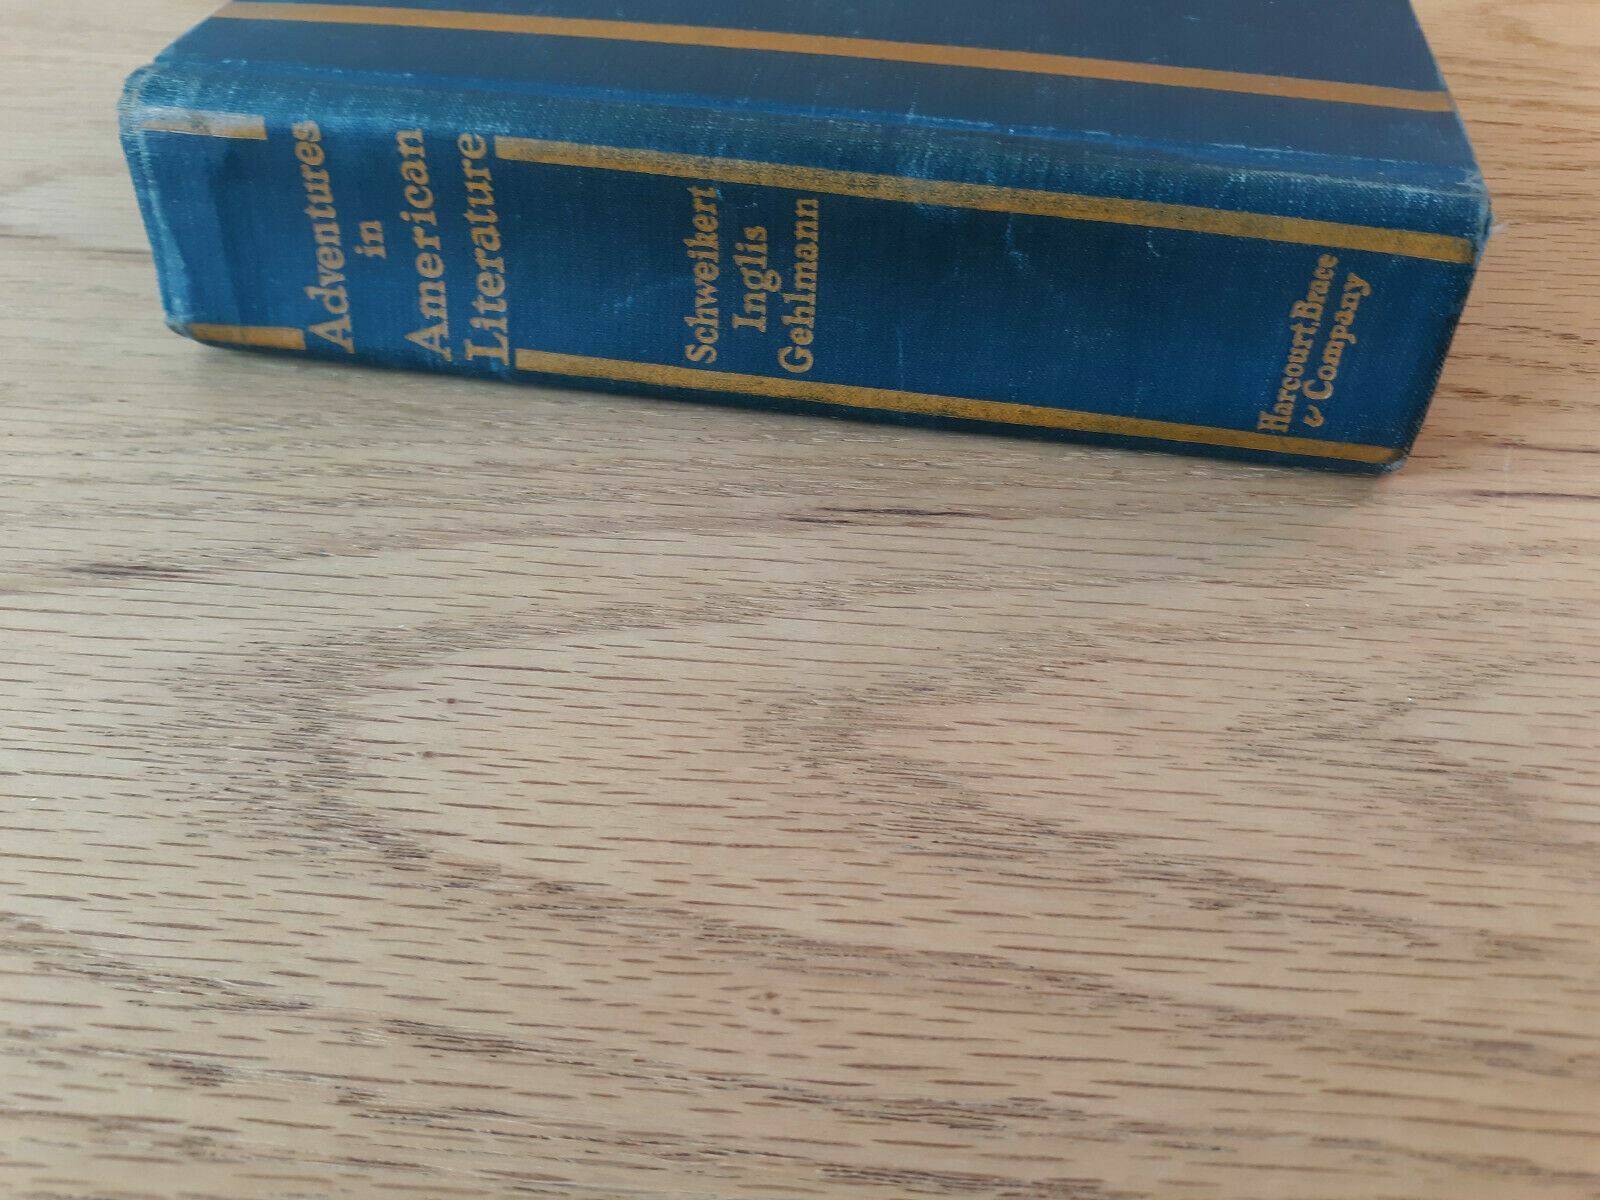 Adventures
in
American
Literature
Schweikert
Inglis
Gehlmann
Harcourt, Brace
& Company